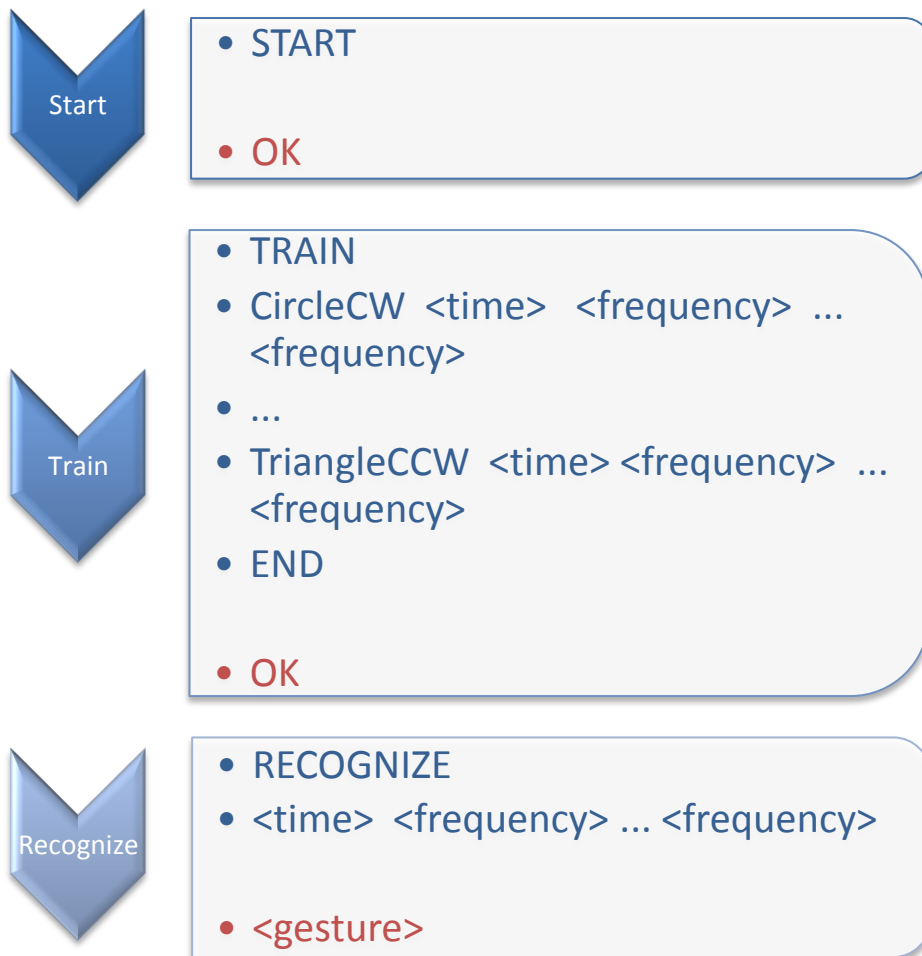 Start
• START
• OK
Train
• TRAIN
• CircleCW <time> <frequency> ...
<frequency>
• ...
• TriangleCCW <time> <frequency> ...
<frequency>
• END
• OK
Recognize
• RECOGNIZE
• <time> <frequency> ... <frequency>
• <gesture>